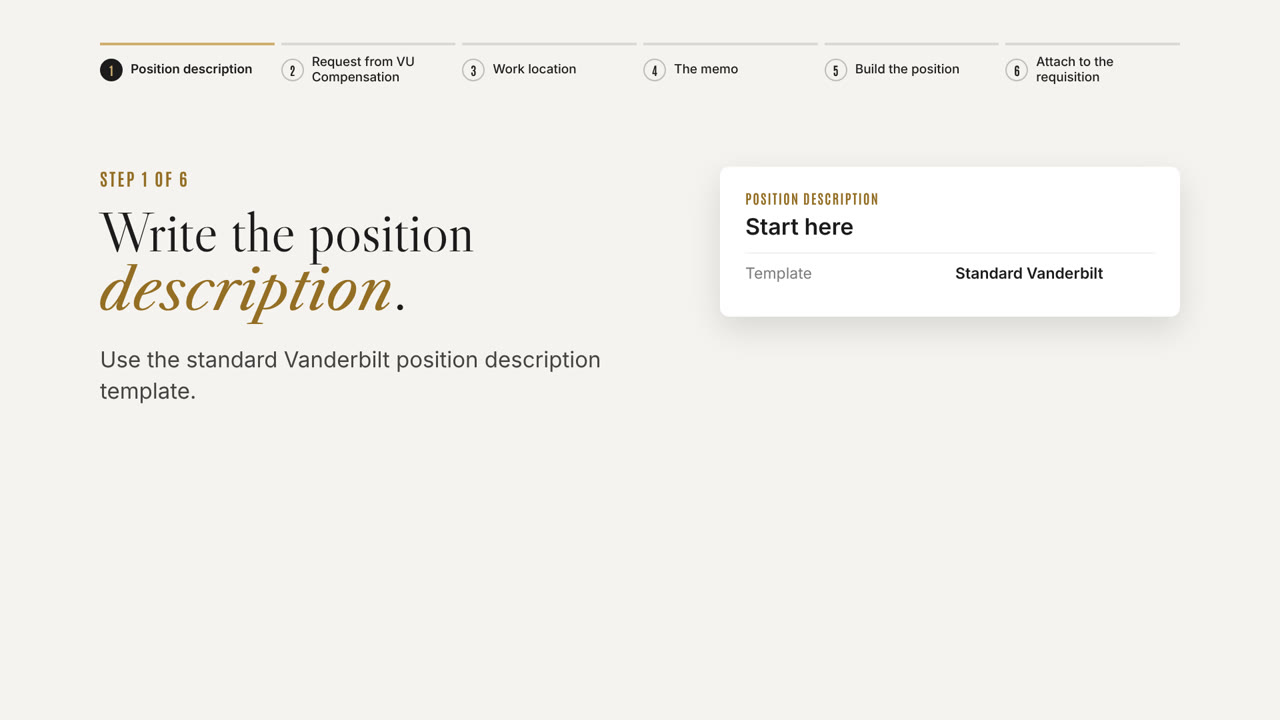 1 Position description
2 Request from VU
Compensation
3 Work location
4 The memo
5 Build the position
6 Attach to the
requisition
STEP 1 OF 6
Write the position
description.
Use the standard Vanderbilt position description
template.
POSITION DESCRIPTION
Start here
Template Standard Vanderbilt